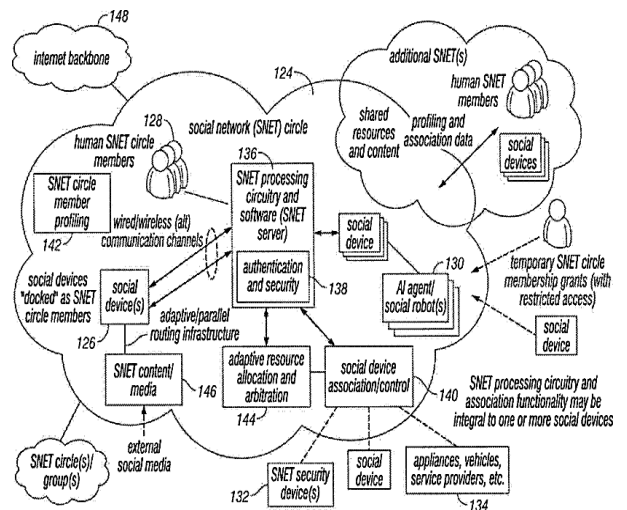 148
internet backbone
124
additional SNET(s)
human SNET
members
social
devices
shared
resources
and content
profiling and
association data
128
social network (SNET) circle
human SNET circle
members
136
SNET processing
circuitry and
software (SNET
server)
authentication
and security
138
SNET circle
member
profiling
142
wired/wireless (alt)
communication channels
social
device
130
AI agent/
social robot(s)
temporary SNET circle
membership grants (with
restricted access)
social
device
social devices
"docked" as SNET
circle members
social
device(s)
126
adaptive/parallel
routing infrastructure
SNET content/
media
146
adaptive resource
allocation and
arbitration
144
social device
association/control
140
SNET processing circuitry and
association functionality may be
integral to one or more social devices
external
social media
SNET circle(s)/
group(s)
SNET security
device(s)
132
social
device
appliances, vehicles,
service providers, etc.
134